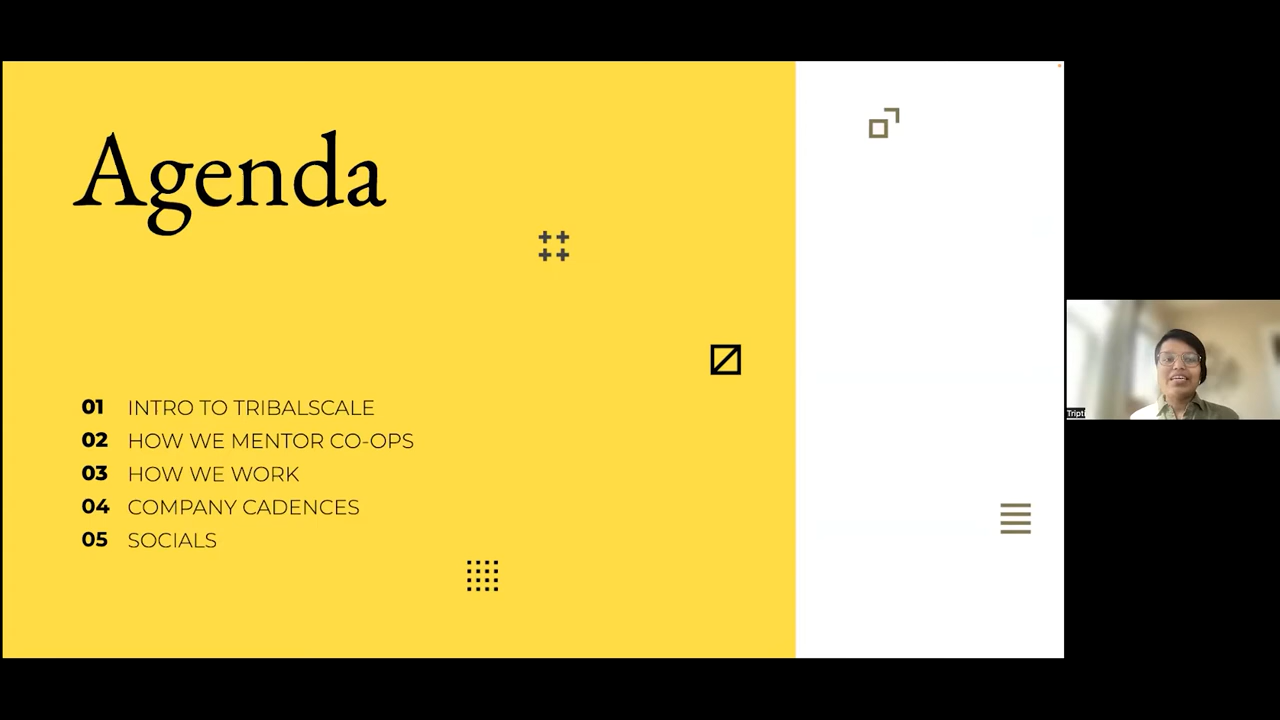 Agenda
01 INTRO TO TRIBALSCALE
02 HOW WE MENTOR CO-OPS
03 HOW WE WORK
04 COMPANY CADENCES
05 SOCIALS
Tripti